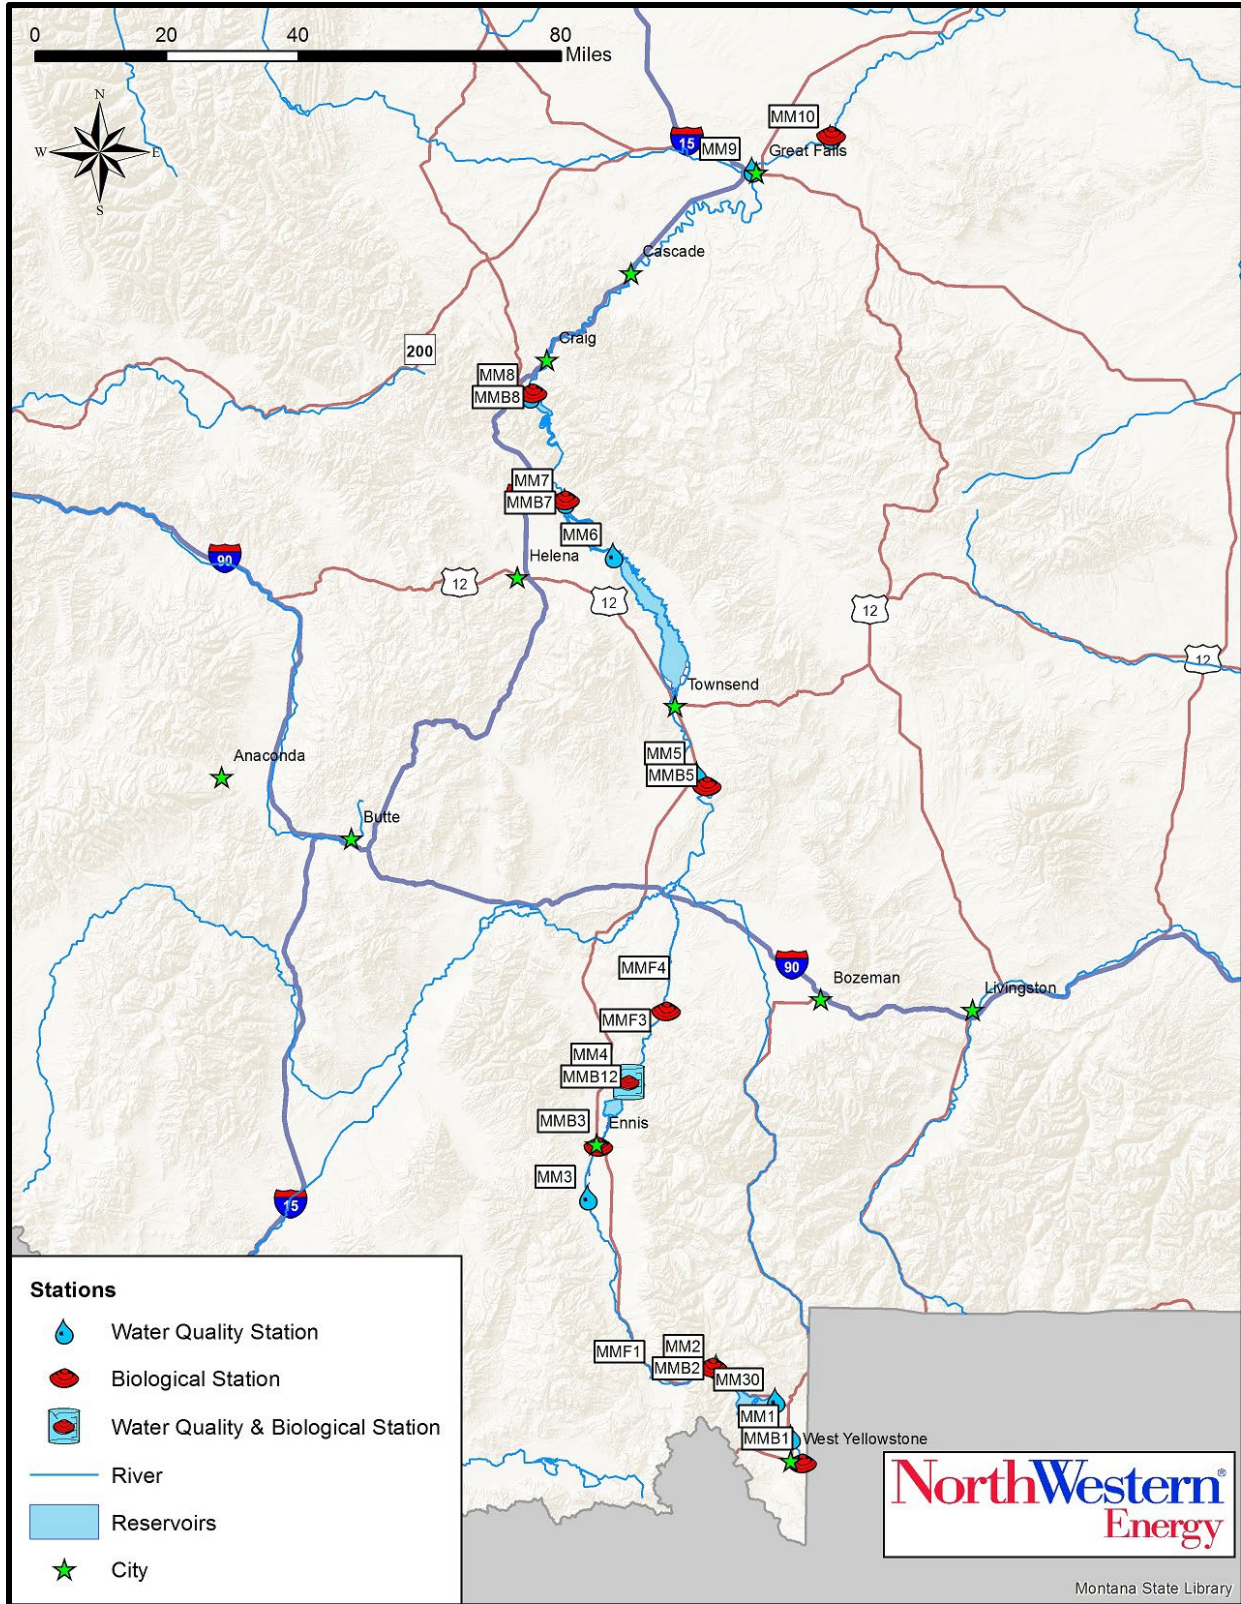 0 20 40 80
Miles
N
W E
S
MM10
15
MM9
Great Falls
Cascade
Craig
200
MM8
MMB8
MM7
MMB7
MM6
90
Helena
12
12
12
12
Townsend
MM5
MMB5
Anaconda
Butte
MMF4
90
Bozeman
Livingston
MMF3
MM4
MMB12
MMB3
Ennis
MM3
15
MMF1
MM2
MMB2
MM30
MM1
MMB1
West Yellowstone
Stations
Water Quality Station
Biological Station
Water Quality & Biological Station
River
Reservoirs
City
NorthWestern®
Energy
Montana State Library